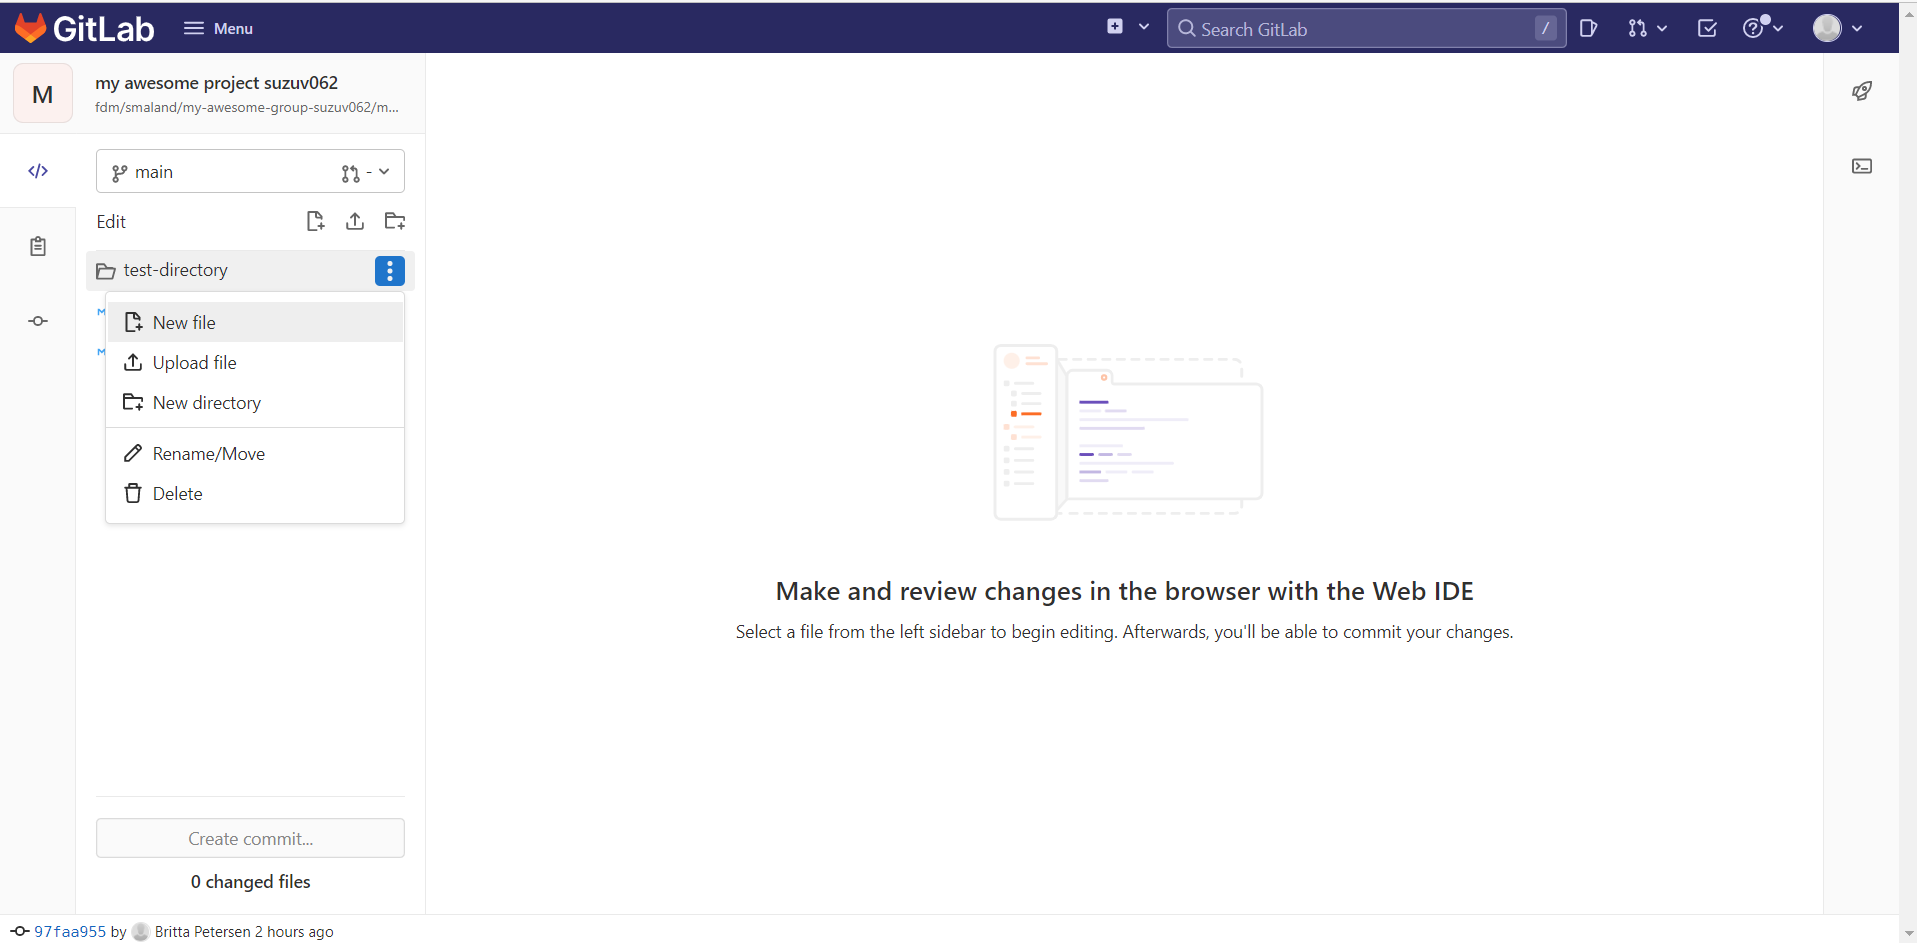 GitLab Menu Search GitLab /
M my awesome project suzuv062
fdm/smaland/my-awesome-group-suzuv062/m...
main -
Edit
test-directory
New file
Upload file
New directory
Rename/Move
Delete
Make and review changes in the browser with the Web IDE
Select a file from the left sidebar to begin editing. Afterwards, you'll be able to commit your changes.
Create commit...
0 changed files
97faa955 by Britta Petersen 2 hours ago